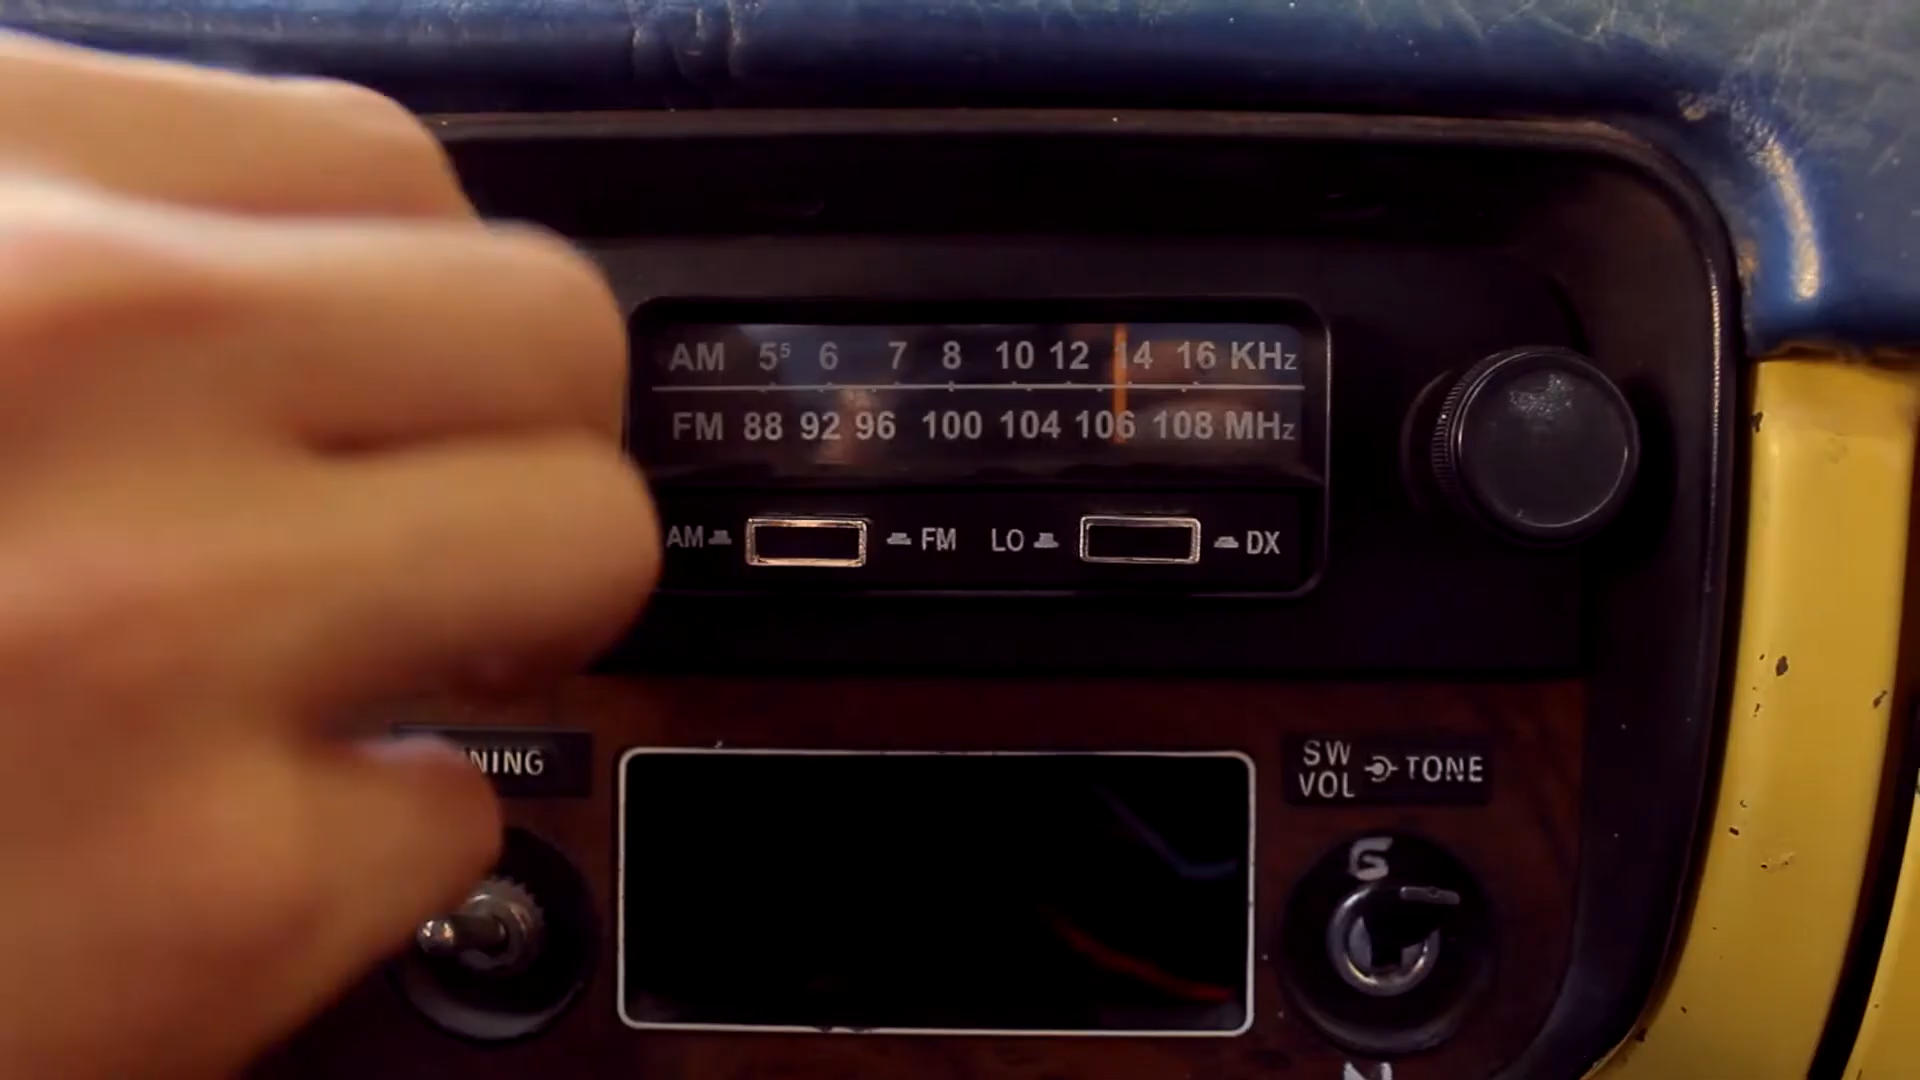 AM 5⁵ 6 7 8 10 12 14 16 KHz
FM 88 92 96 100 104 106 108 MHz
AM FM LO DX
NING
SW VOL TONE